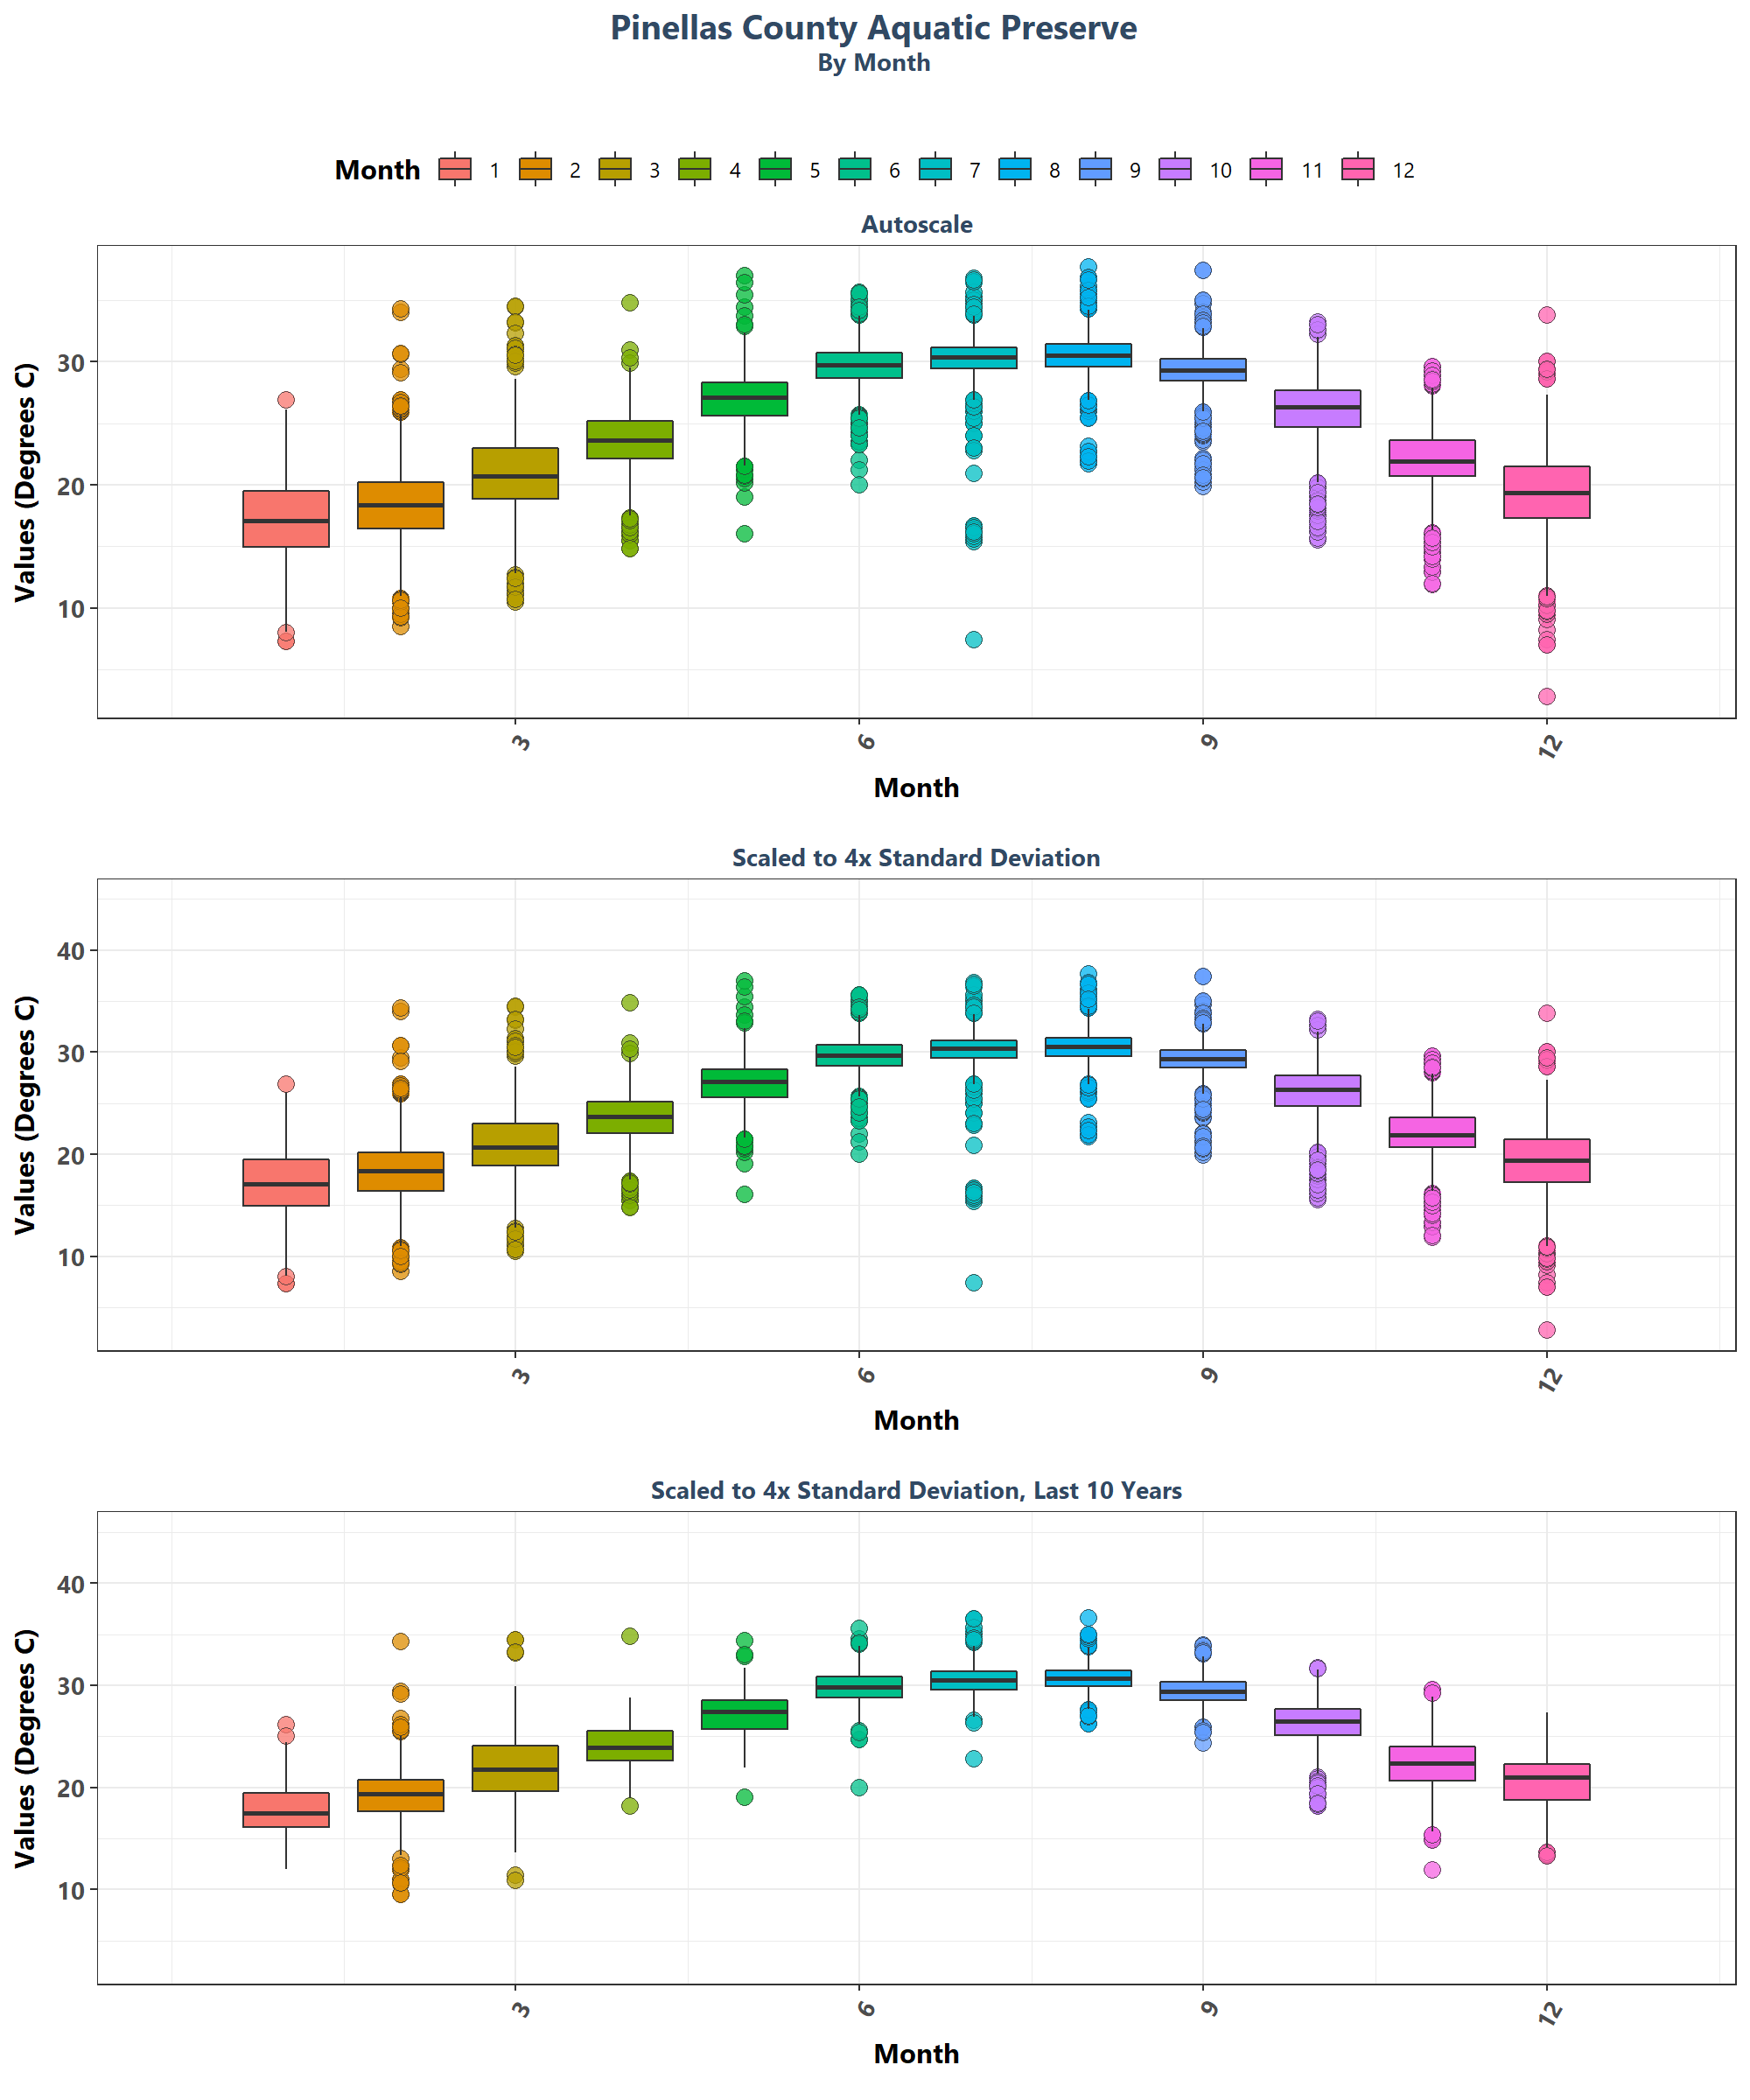 Pinellas County Aquatic Preserve
By Month
Month 1 2 3 4 5 6 7 8 9 10 11 12
Autoscale
Values (Degrees C)
30
20
10
3 6 9 12
Month
Scaled to 4x Standard Deviation
Values (Degrees C)
40
30
20
10
3 6 9 12
Month
Scaled to 4x Standard Deviation, Last 10 Years
Values (Degrees C)
40
30
20
10
3 6 9 12
Month